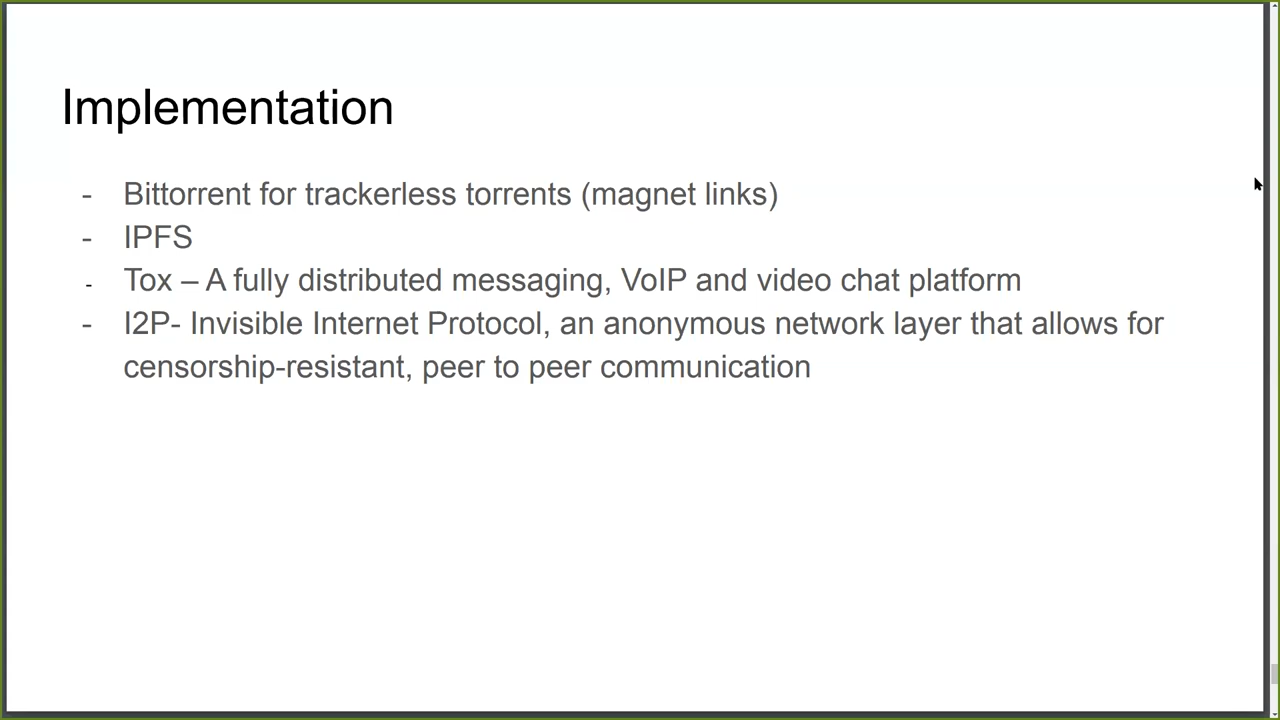 Implementation
- Bittorrent for trackerless torrents (magnet links)
- IPFS
- Tox – A fully distributed messaging, VoIP and video chat platform
- I2P- Invisible Internet Protocol, an anonymous network layer that allows for
censorship-resistant, peer to peer communication